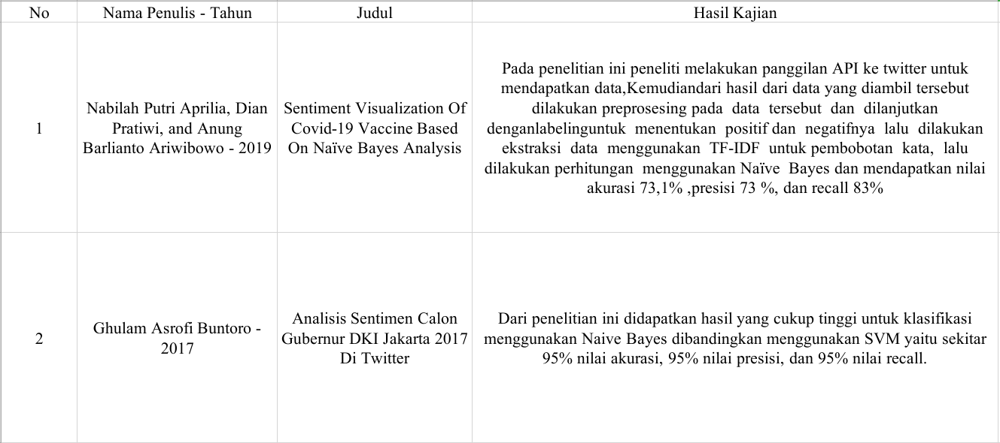 No
Nama Penulis - Tahun
Judul
Hasil Kajian
1
Nabilah Putri Aprilia, Dian
Pratiwi, and Anung
Barlianto Ariwibowo - 2019
Sentiment Visualization Of
Covid-19 Vaccine Based
On Naïve Bayes Analysis
Pada penelitian ini peneliti melakukan panggilan API ke twitter untuk
mendapatkan data,Kemudiandari hasil dari data yang diambil tersebut
dilakukan preprosesing pada data tersebut dan dilanjutkan
denganlabelinguntuk menentukan positif dan negatifnya lalu dilakukan
ekstraksi data menggunakan TF-IDF untuk pembobotan kata, lalu
dilakukan perhitungan menggunakan Naïve Bayes dan mendapatkan nilai
akurasi 73,1% ,presisi 73 %, dan recall 83%
2
Ghulam Asrofi Buntoro -
2017
Analisis Sentimen Calon
Gubernur DKI Jakarta 2017
Di Twitter
Dari penelitian ini didapatkan hasil yang cukup tinggi untuk klasifikasi
menggunakan Naive Bayes dibandingkan menggunakan SVM yaitu sekitar
95% nilai akurasi, 95% nilai presisi, dan 95% nilai recall.